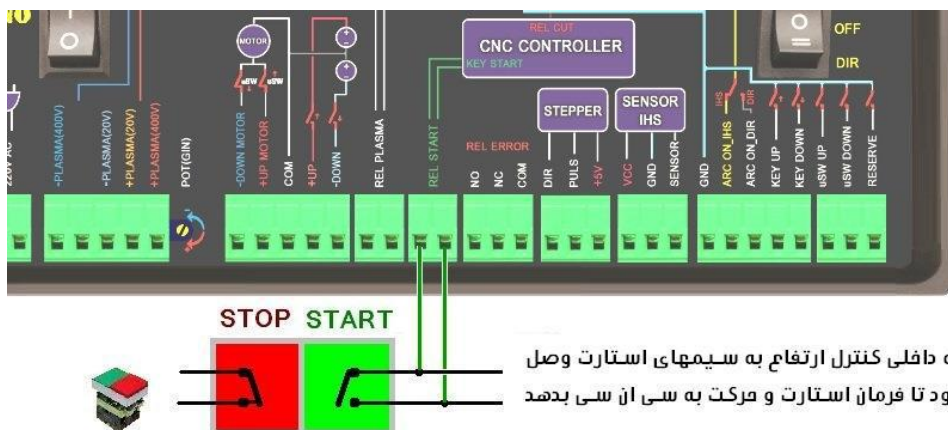 REL CUT
CNC CONTROLLER
KEY START
OFF
DIR
MOTOR
uSW
uSW
STEPPER
SENSOR
IHS
IHS
DIR
REL ERROR
-PLASMA(400V)
-PLASMA(20V)
+PLASMA(20V)
+PLASMA(400V)
POT(GIN)
-DOWN MOTOR
+UP MOTOR
COM
+UP
-DOWN
REL PLASMA
REL START
NO
NC
COM
DIR
PULS
+5V
VCC
GND
SENSOR
GND
ARC ON_IHS
ARC ON_DIR
KEY UP
KEY DOWN
uSW UP
uSW DOWN
RESERVE
STOP START
داخلی کنترل ارتفاع به سیمهای استارت وصل
تا فرمان استارت و حرکت به سی ان سی بدهد